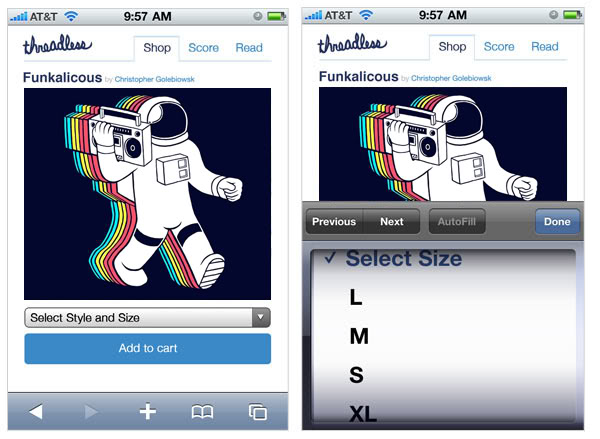 AT&T 9:57 AM
threadless Shop Score Read
Funkalicous by Christopher Golebiowsk
Select Style and Size
Add to cart
AT&T 9:57 AM
threadless Shop Score Read
Funkalicous by Christopher Golebiowsk
Previous Next AutoFill Done
✓ Select Size
L
M
S
XL